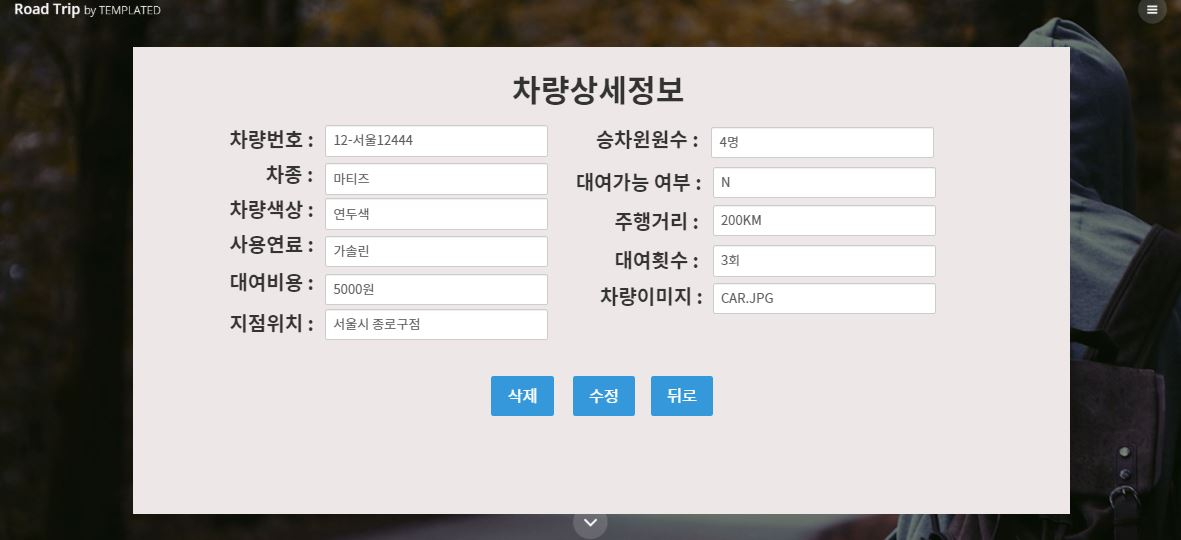 Road Trip by TEMPLATED
차량상세정보
차량번호 : 12-서울12444
승차윈원수 : 4명
차종 : 마티즈
대여가능 여부 : N
차량색상 : 연두색
주행거리 : 200KM
사용연료 : 가솔린
대여횟수 : 3회
대여비용 : 5000원
차량이미지 : CAR.JPG
지점위치 : 서울시 종로구점
삭제 수정 뒤로